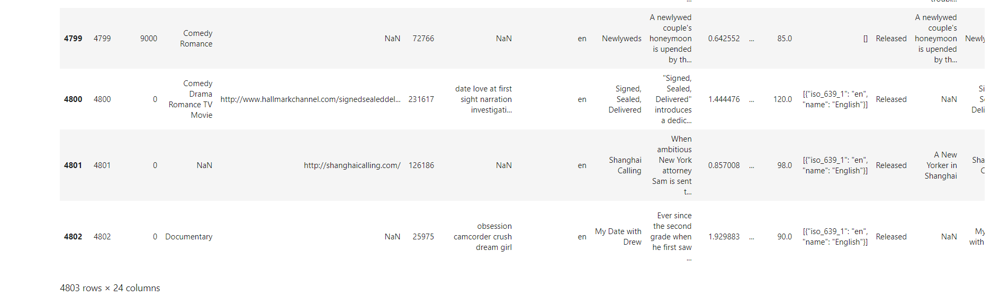 ...
troubl...
4799 4799 9000 Comedy Romance NaN 72766 NaN en Newlyweds A newlywed couple's honeymoon is upended by th... 0.642552 ... 85.0 [] Released A newlywed couple's honeymoon is upended by th... Newly
4800 4800 0 Comedy Drama Romance TV Movie http://www.hallmarkchannel.com/signedsealeddel... 231617 date love at first sight narration investigati... en Signed, Sealed, Delivered "Signed, Sealed, Delivered" introduces a dedic... 1.444476 ... 120.0 [{"iso_639_1": "en", "name": "English"}] Released NaN Si S Deli
4801 4801 0 NaN http://shanghaicalling.com/ 126186 NaN en Shanghai Calling When ambitious New York attorney Sam is sent t... 0.857008 ... 98.0 [{"iso_639_1": "en", "name": "English"}] Released A New Yorker in Shanghai Sha C
4802 4802 0 Documentary NaN 25975 obsession camcorder crush dream girl en My Date with Drew Ever since the second grade when he first saw ... 1.929883 ... 90.0 [{"iso_639_1": "en", "name": "English"}] Released NaN My with
4803 rows × 24 columns